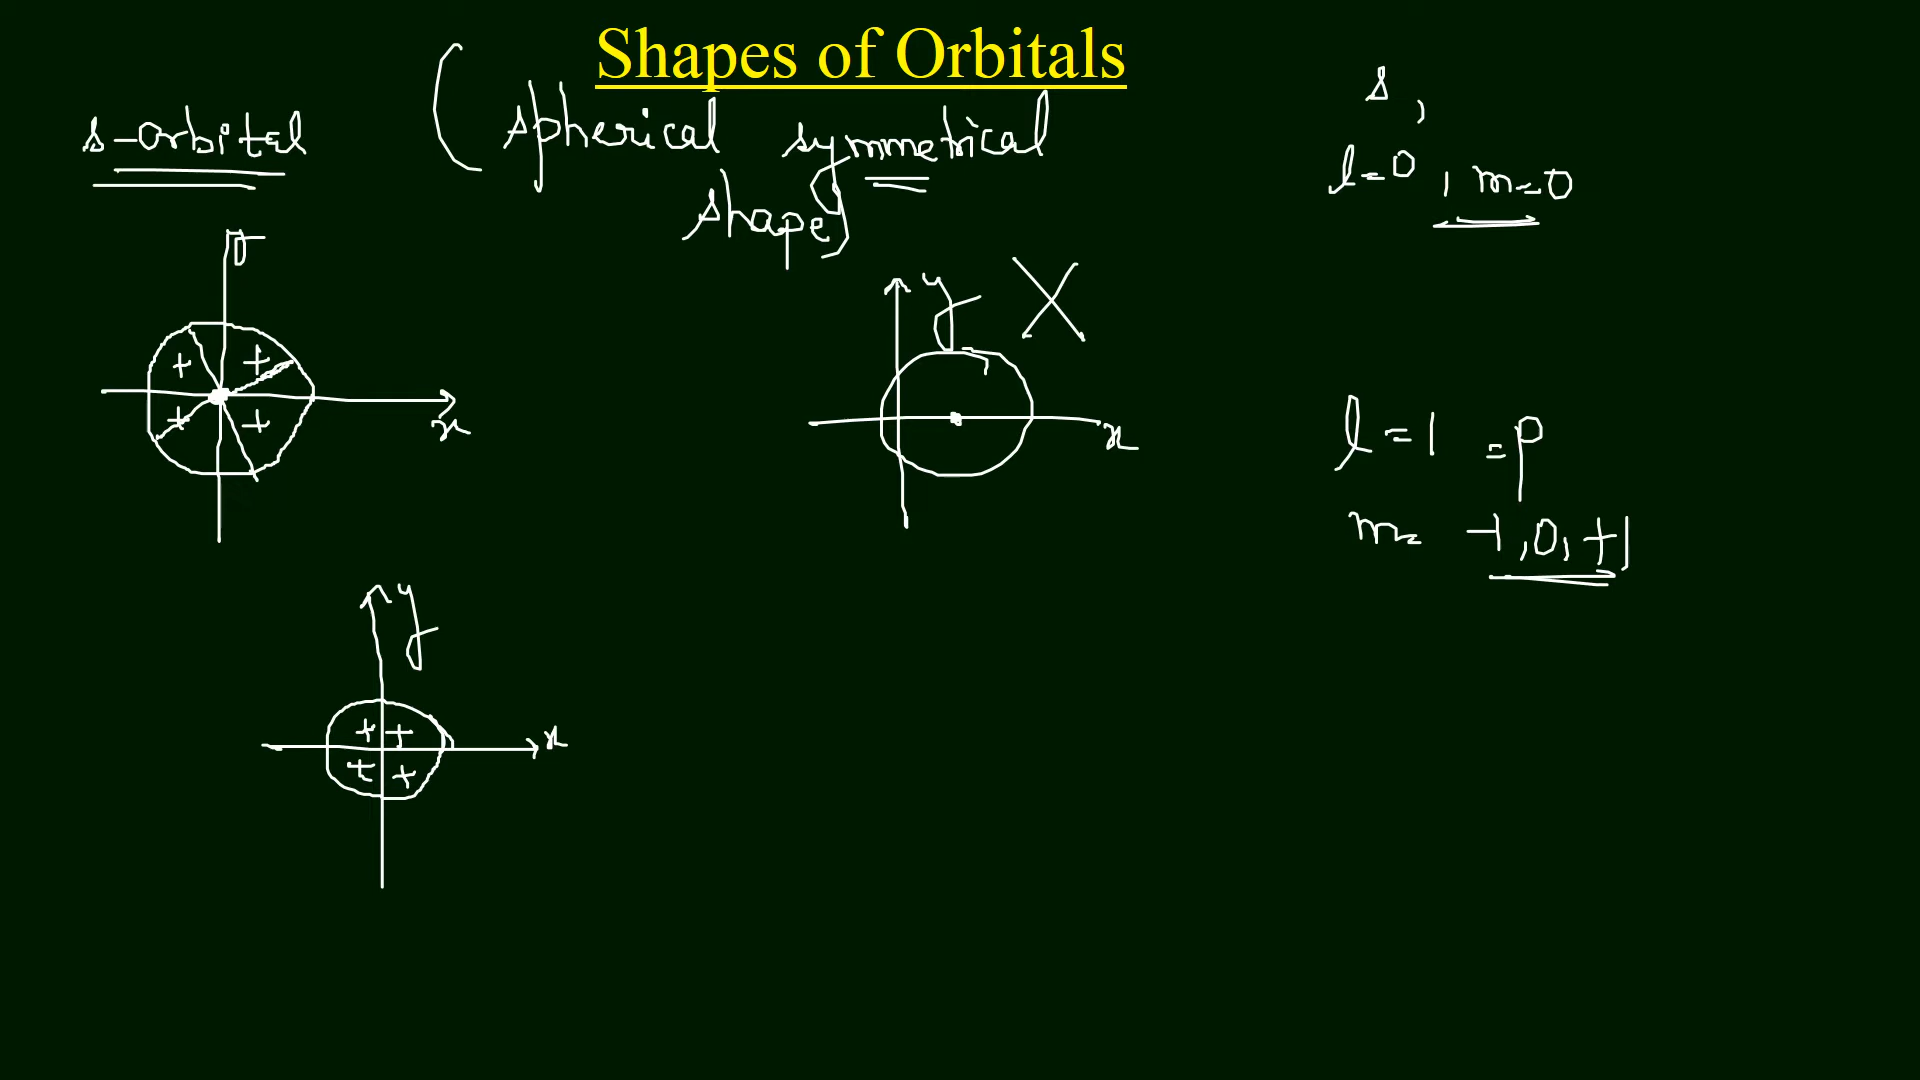 Shapes of Orbitals
s-orbital
( spherical symmetrical
shape)
s,
l=0, m=0
+ +
+ +
x
y
x
l=1 =p
m= -1,0,+1
y
+ +
+ +
x